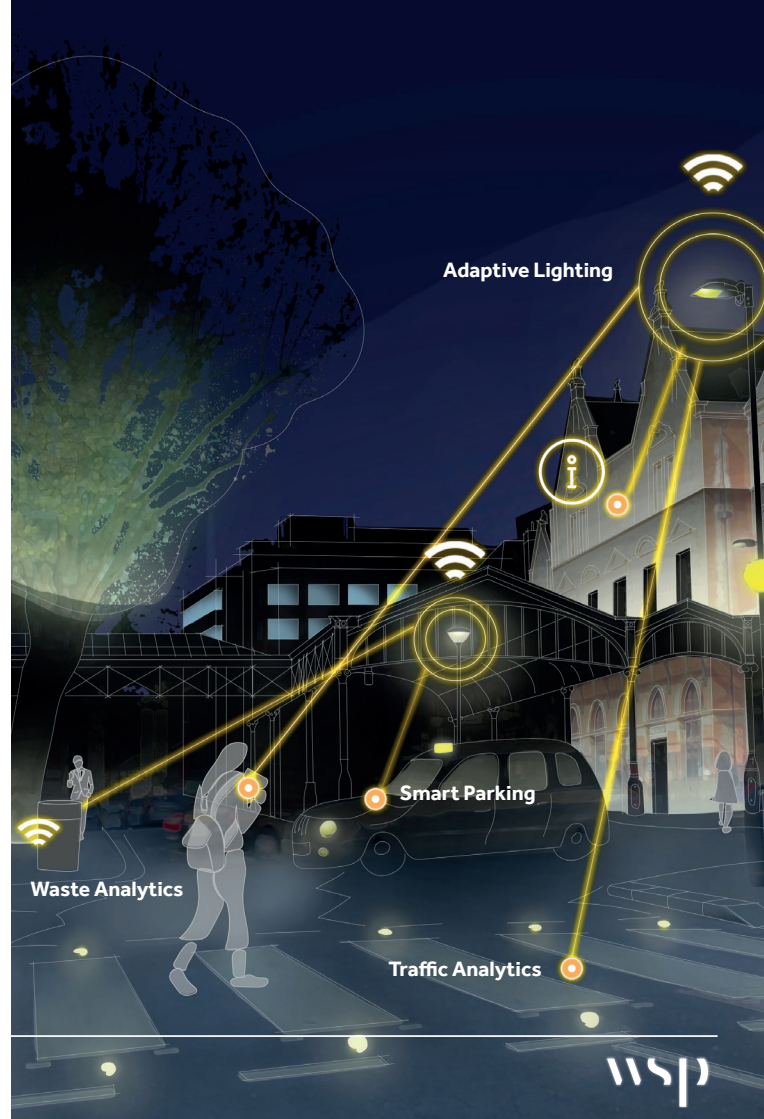 Adaptive Lighting
i
Smart Parking
Waste Analytics
Traffic Analytics
wsp